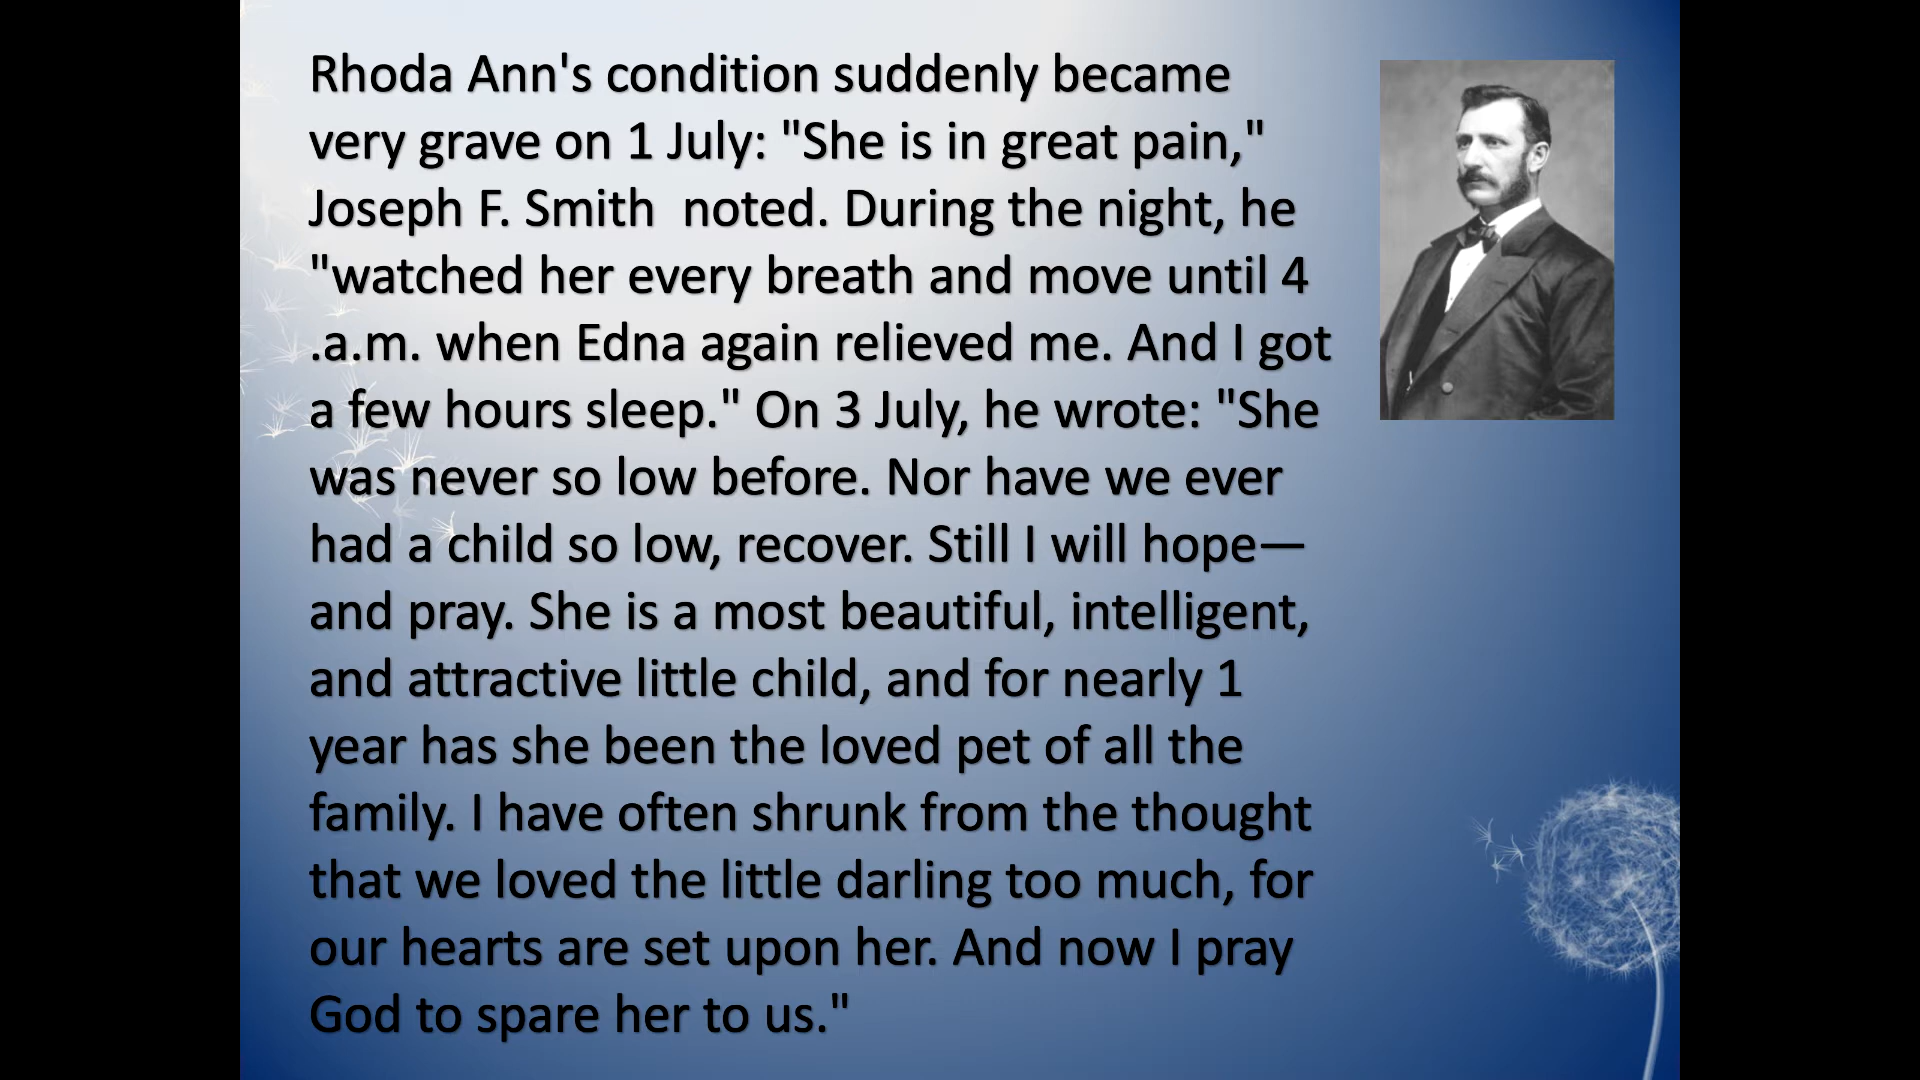 Rhoda Ann's condition suddenly became
very grave on 1 July: "She is in great pain,"
Joseph F. Smith  noted. During the night, he
"watched her every breath and move until 4
.a.m. when Edna again relieved me. And I got
a few hours sleep." On 3 July, he wrote: "She
was never so low before. Nor have we ever
had a child so low, recover. Still I will hope—
and pray. She is a most beautiful, intelligent,
and attractive little child, and for nearly 1
year has she been the loved pet of all the
family. I have often shrunk from the thought
that we loved the little darling too much, for
our hearts are set upon her. And now I pray
God to spare her to us."